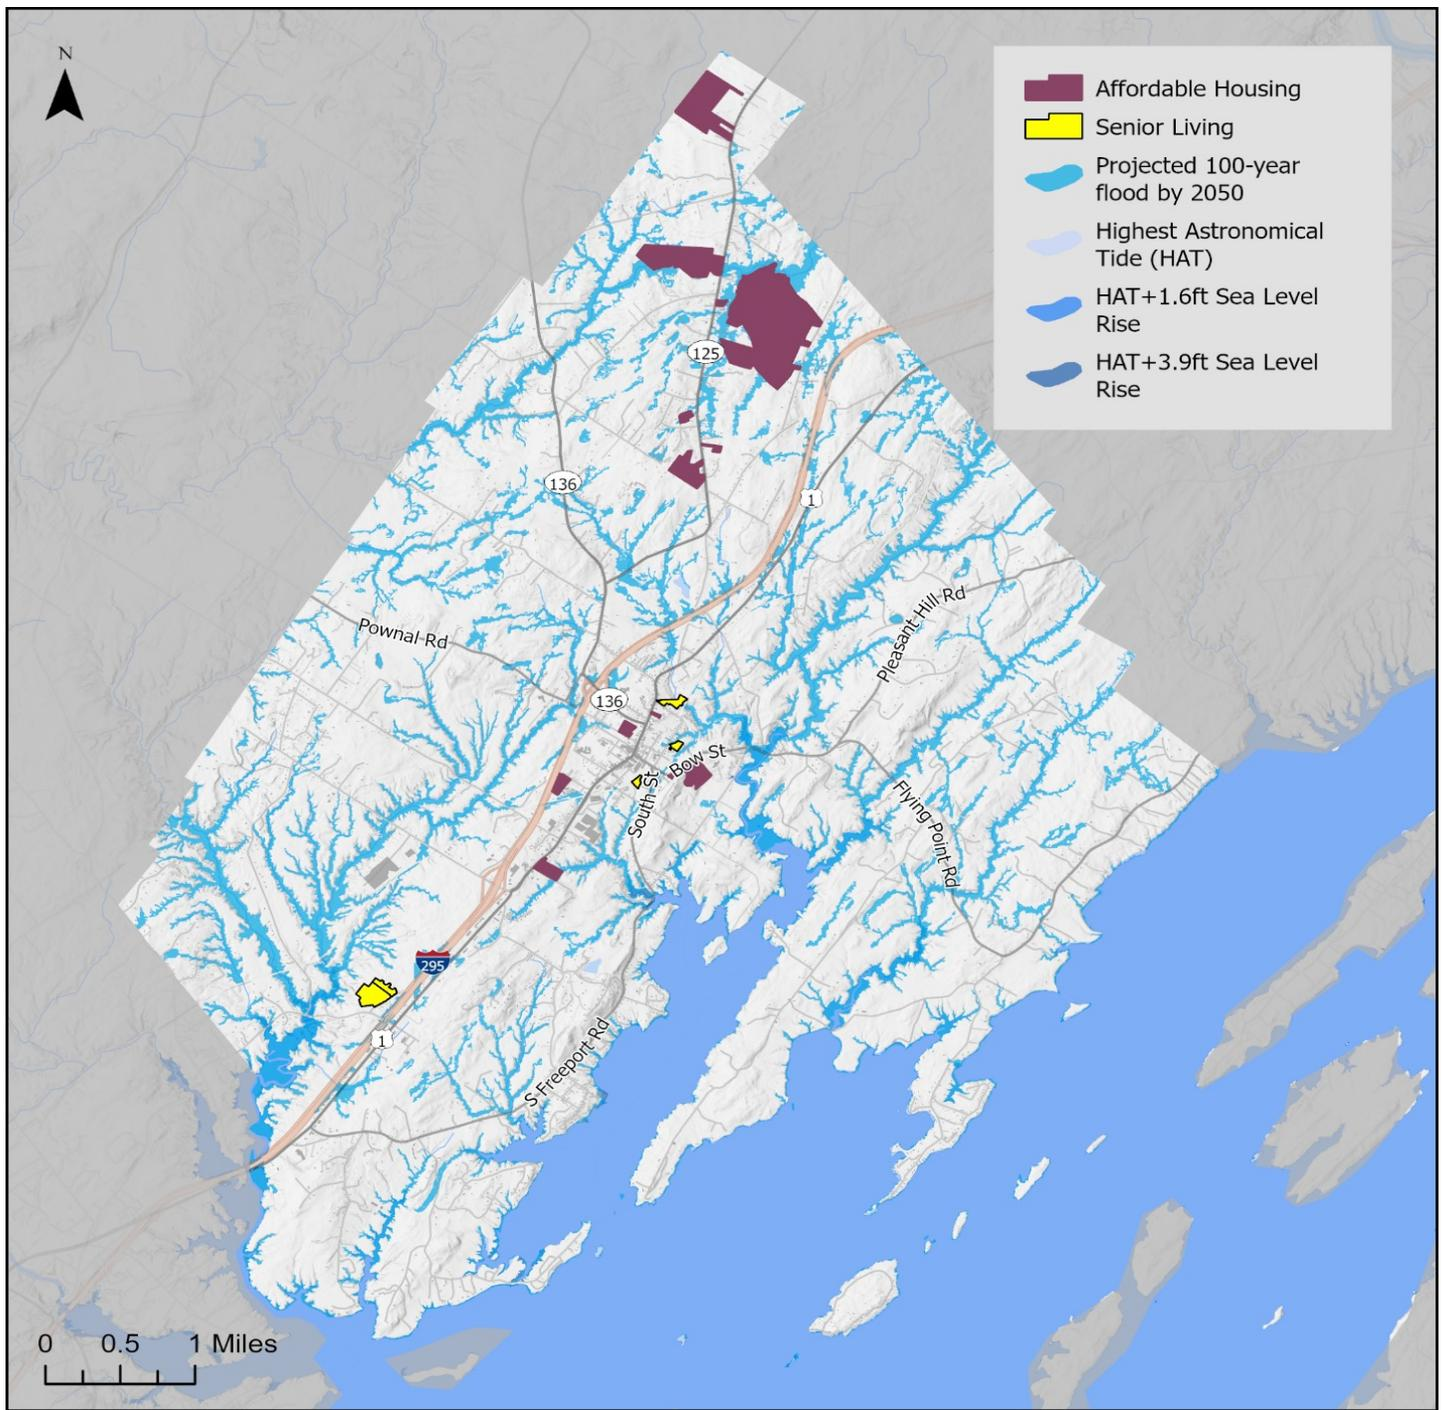 N
Affordable Housing
Senior Living
Projected 100-year
flood by 2050
Highest Astronomical
Tide (HAT)
HAT+1.6ft Sea Level
Rise
HAT+3.9ft Sea Level
Rise
125
136
1
Pleasant Hill Rd
Pownal Rd
136
Bow St
South St
Flying Point Rd
295
1
S Freeport Rd
0 0.5 1 Miles